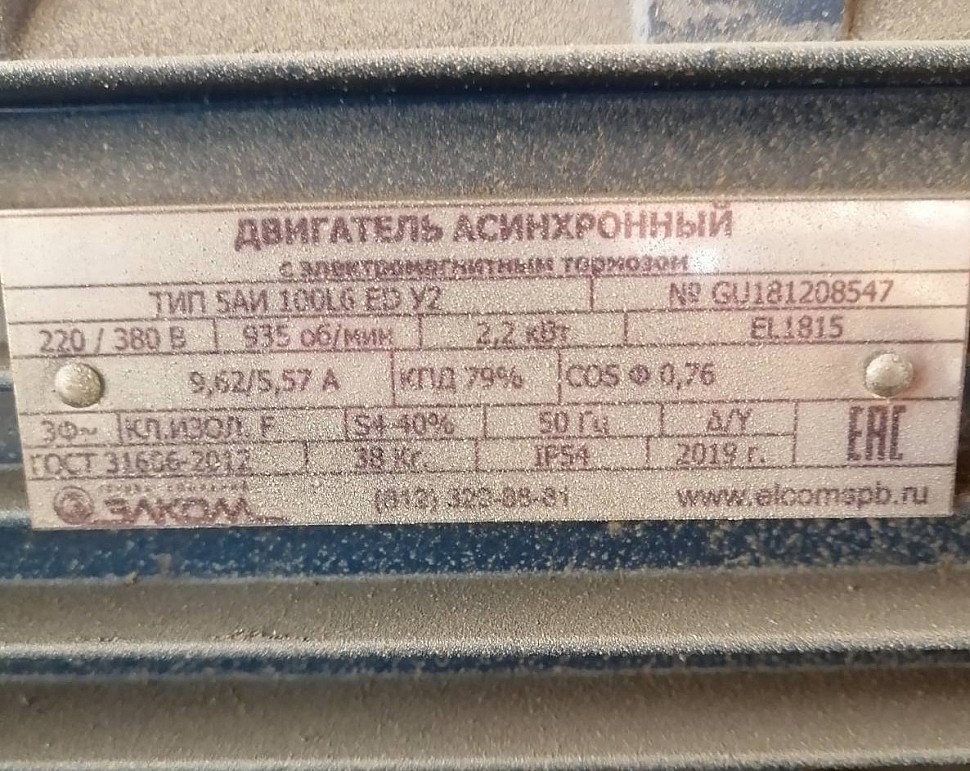 ДВИГАТЕЛЬ АСИНХРОННЫЙ
с электромагнитным тормозом
ТИП 5АИ 100L6 ED У2 № GU181208547
220 / 380 В 935 об/мин 2,2 кВт EL1815
9,62/5,57 А КПД 79% COS Ф 0,76
3Ф~ КЛ.ИЗОЛ. F S4 40% 50 Гц Δ/Y EAC
ГОСТ 31606-2012 38 Кг. IP54 2019 г.
ЭЛКОМ (812) 322-88-81 www.elcomspb.ru